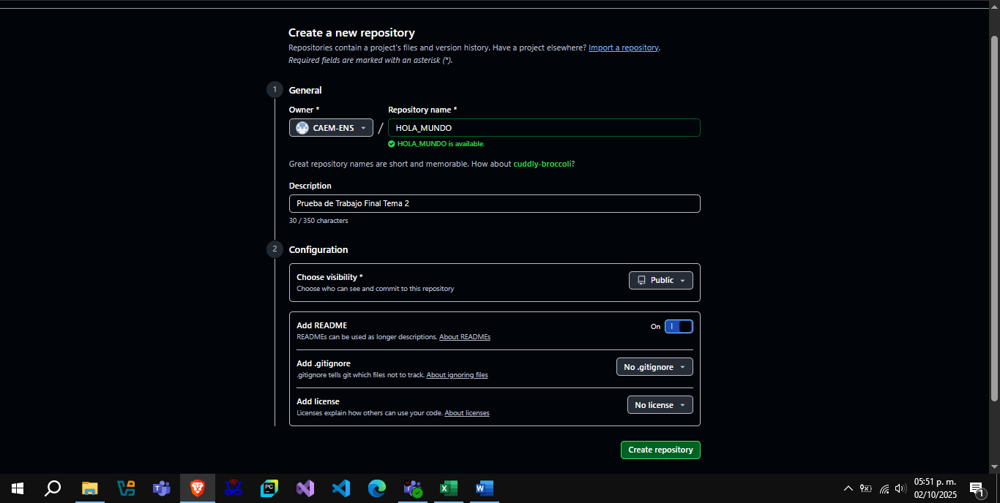 Create a new repository
Repositories contain a project's files and version history. Have a project elsewhere? Import a repository.
Required fields are marked with an asterisk (*).
1 General
Owner * Repository name *
CAEM-ENS / HOLA_MUNDO
HOLA_MUNDO is available.
Great repository names are short and memorable. How about cuddly-broccoli?
Description
Prueba de Trabajo Final Tema 2
30 / 350 characters
2 Configuration
Choose visibility * Public
Choose who can see and commit to this repository
Add README On
READMEs can be used as longer descriptions. About READMEs
Add .gitignore No .gitignore
.gitignore tells git which files not to track. About ignoring files
Add license No license
Licenses explain how others can use your code. About licenses
Create repository
05:51 p. m.
02/10/2025
1